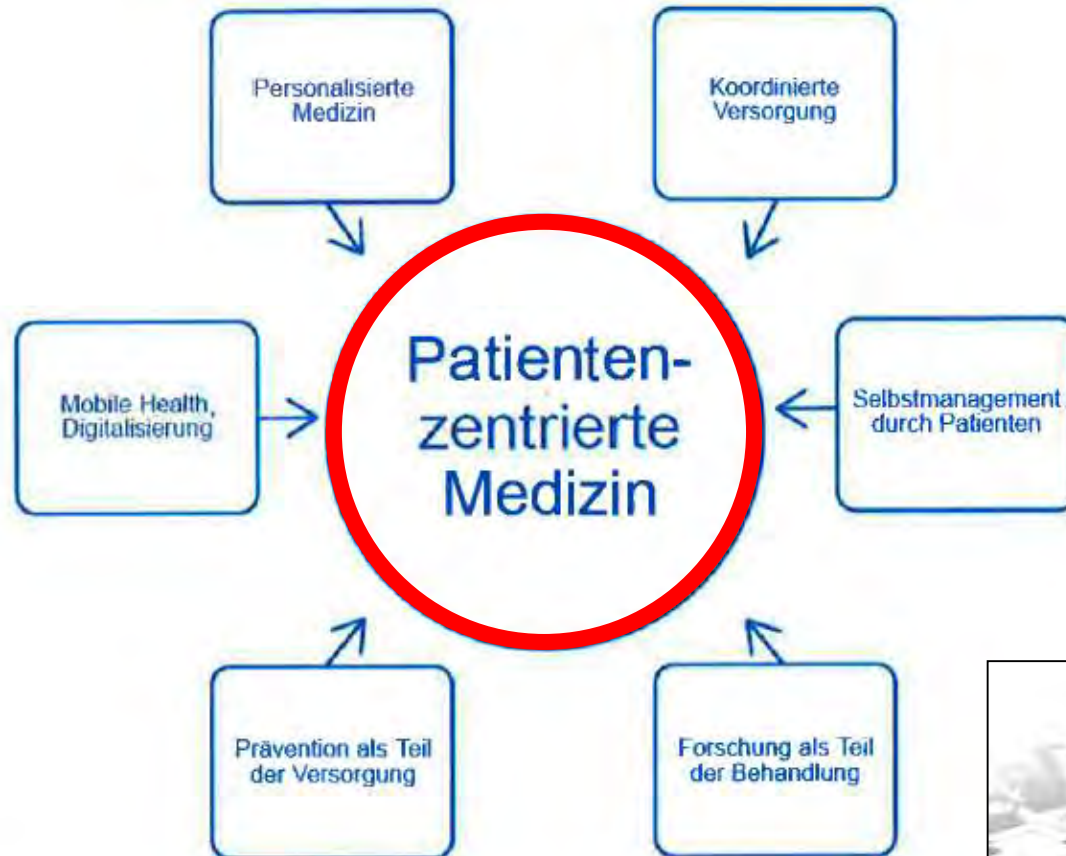 Personalisierte
Medizin
Koordinierte
Versorgung
Mobile Health,
Digitalisierung
Patienten-
zentrierte
Medizin
Selbstmanagement
durch Patienten
Prävention als Teil
der Versorgung
Forschung als Teil
der Behandlung